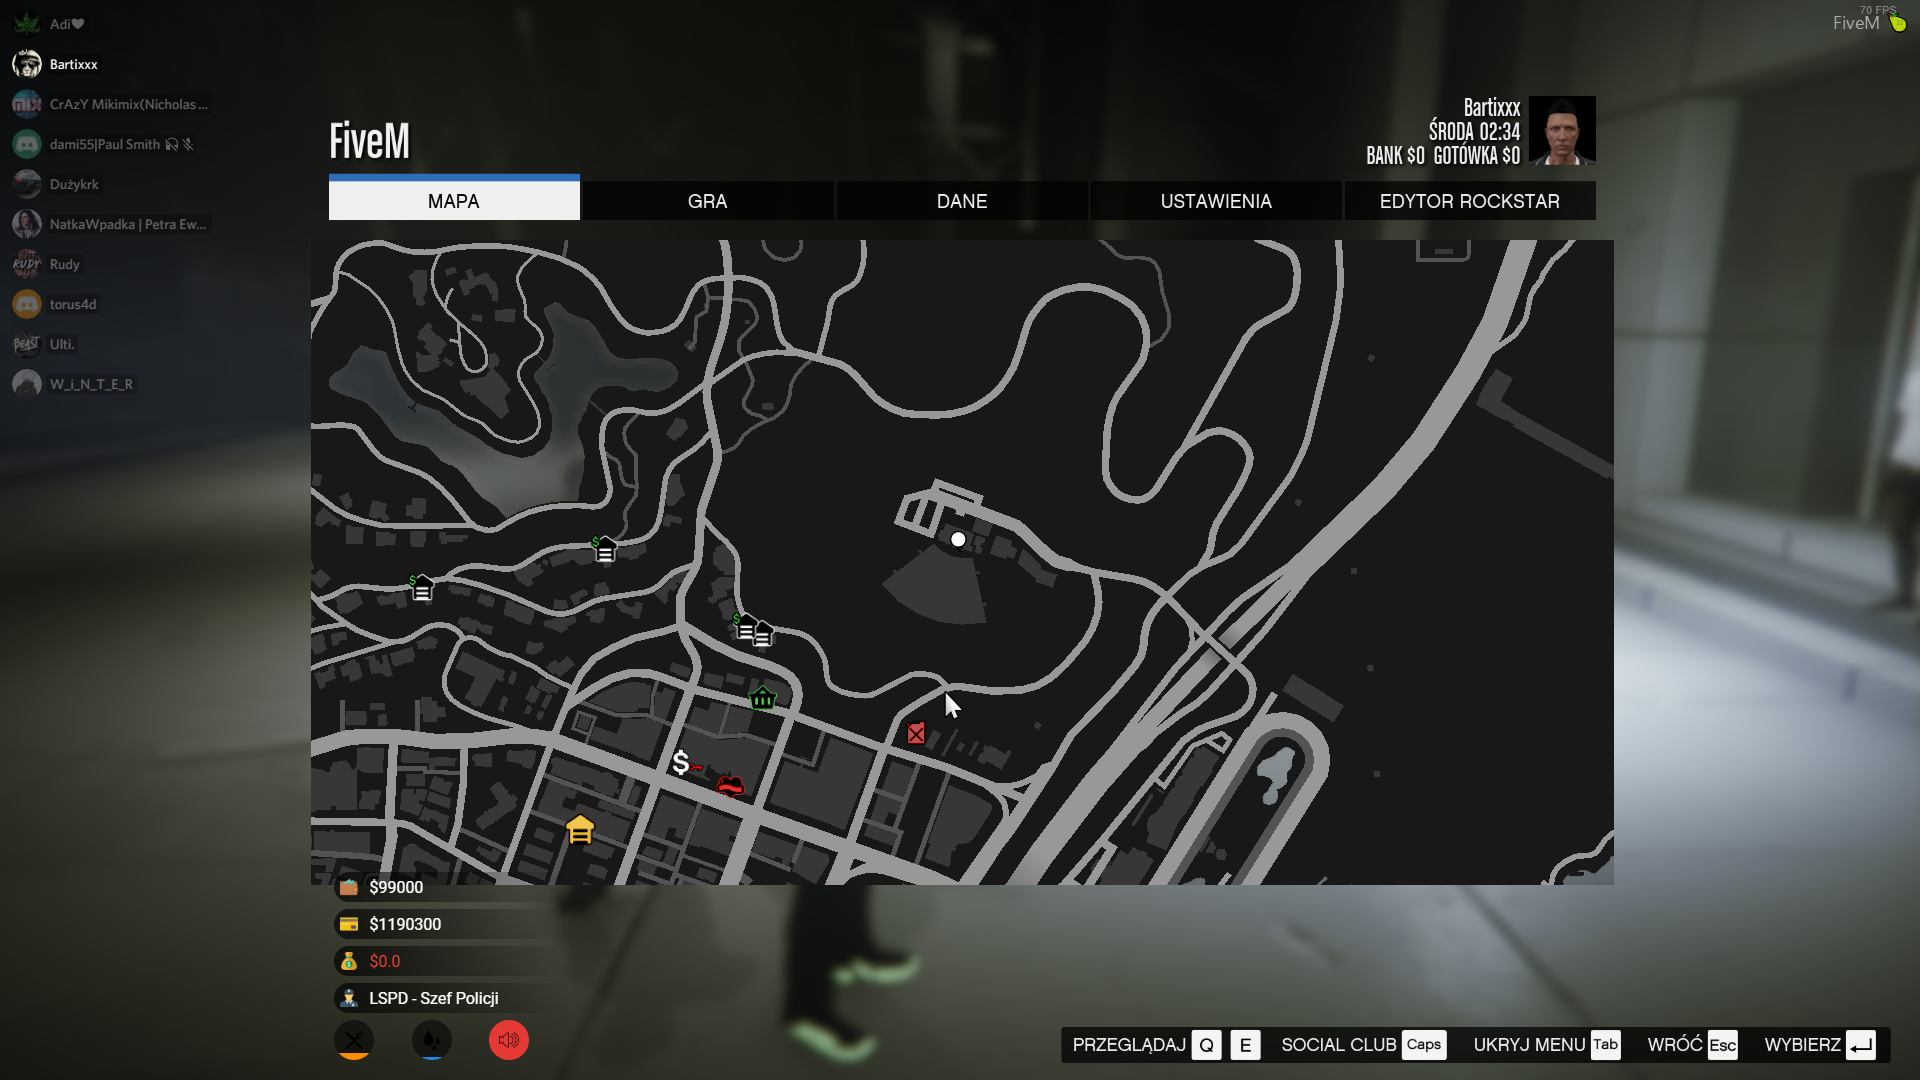 Adi♥
Bartixxx
CrAzY Mikimix(Nicholas ...
dami55|Paul Smith
Dużykrk
NatkaWpadka | Petra Ew...
Rudy
torus4d
Ulti.
W_i_N_T_E_R
70 FPS
FiveM
FiveM
Bartixxx
ŚRODA 02:34
BANK $0 GOTÓWKA $0
MAPA
GRA
DANE
USTAWIENIA
EDYTOR ROCKSTAR
$99000
$1190300
$0.0
LSPD - Szef Policji
PRZEGLĄDAJ Q E SOCIAL CLUB Caps UKRYJ MENU Tab WRÓĆ Esc WYBIERZ